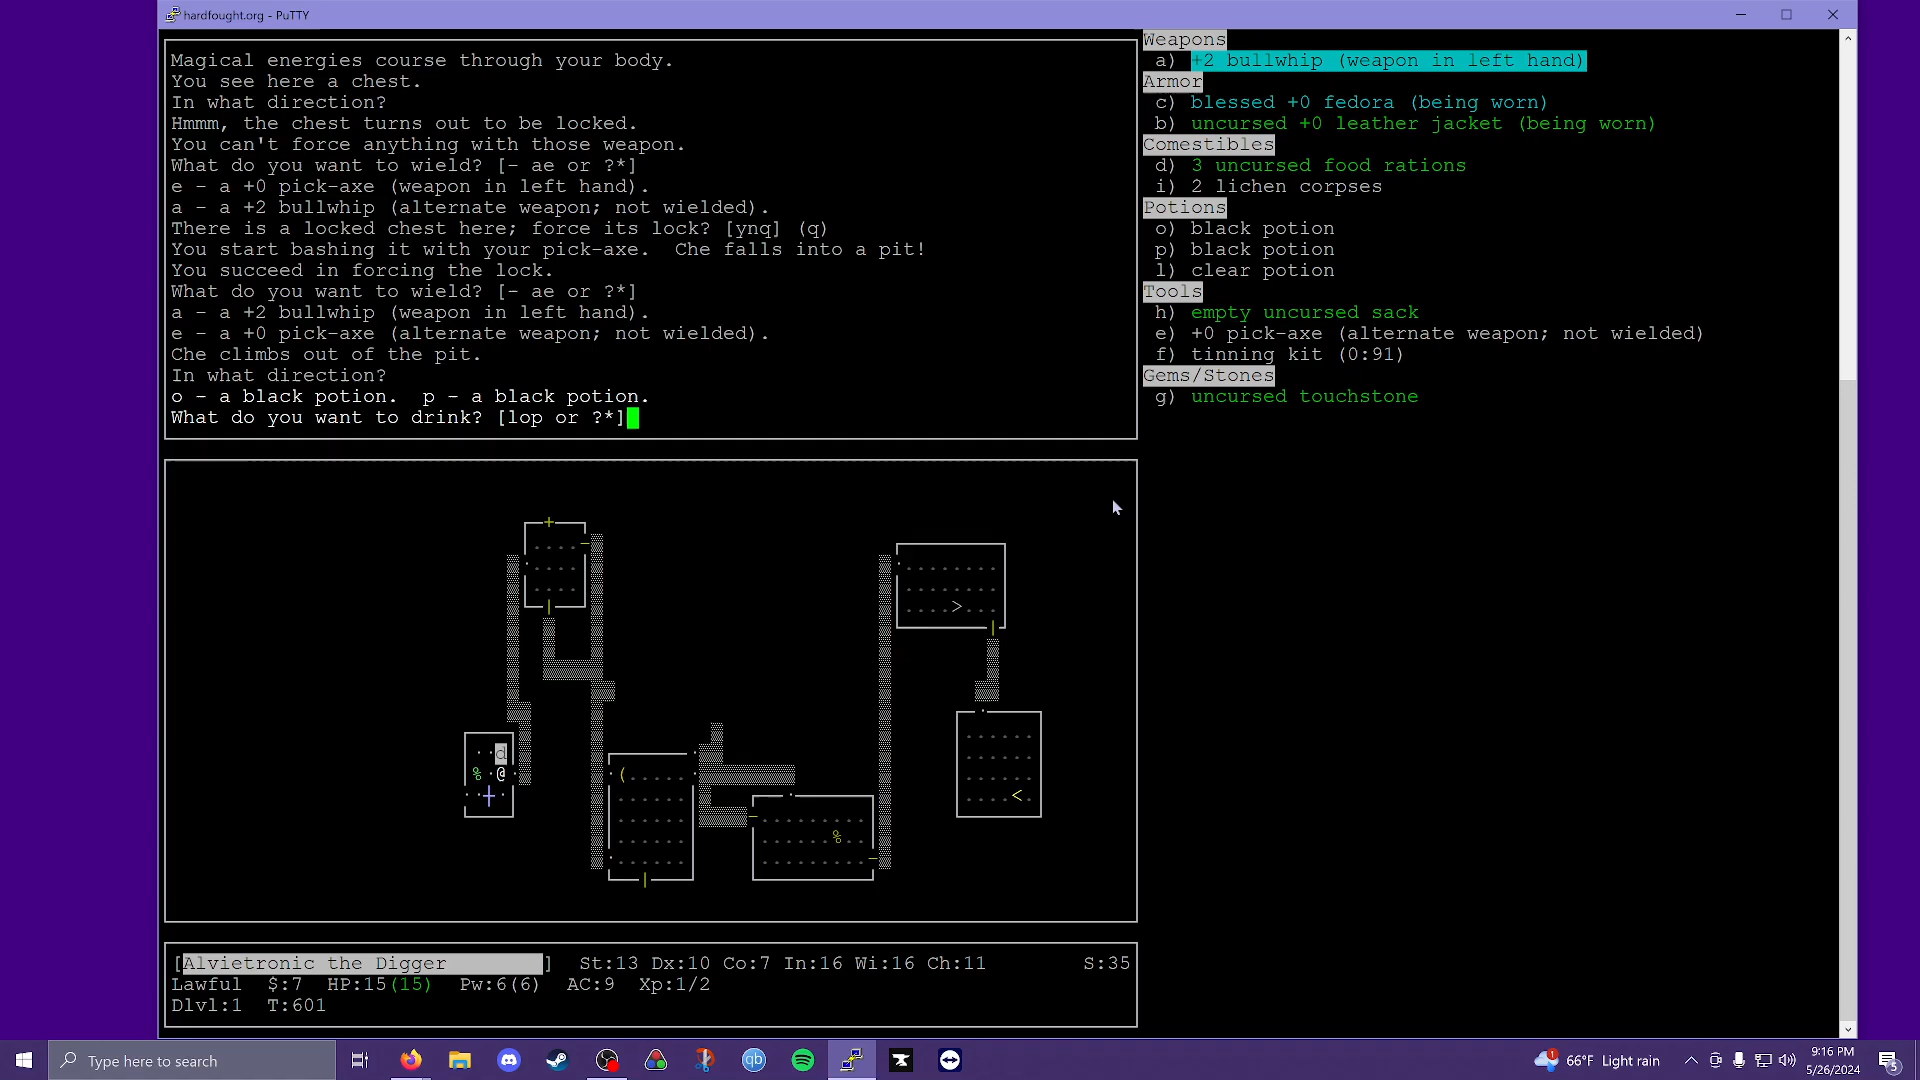 hardfought.org - PuTTY
Magical energies course through your body.
You see here a chest.
In what direction?
Hmmm, the chest turns out to be locked.
You can't force anything with those weapon.
What do you want to wield? [- ae or ?*]
e - a +0 pick-axe (weapon in left hand).
a - a +2 bullwhip (alternate weapon; not wielded).
There is a locked chest here; force its lock? [ynq] (q)
You start bashing it with your pick-axe.  Che falls into a pit!
You succeed in forcing the lock.
What do you want to wield? [- ae or ?*]
a - a +2 bullwhip (weapon in left hand).
e - a +0 pick-axe (alternate weapon; not wielded).
Che climbs out of the pit.
In what direction?
o - a black potion.  p - a black potion.
What do you want to drink? [lop or ?*]
Weapons
a) +2 bullwhip (weapon in left hand)
Armor
c) blessed +0 fedora (being worn)
b) uncursed +0 leather jacket (being worn)
Comestibles
d) 3 uncursed food rations
i) 2 lichen corpses
Potions
o) black potion
p) black potion
l) clear potion
Tools
h) empty uncursed sack
e) +0 pick-axe (alternate weapon; not wielded)
f) tinning kit (0:91)
Gems/Stones
g) uncursed touchstone
[Alvietronic the Digger ] St:13 Dx:10 Co:7 In:16 Wi:16 Ch:11 S:35
Lawful $:7 HP:15(15) Pw:6(6) AC:9 Xp:1/2
Dlvl:1 T:601
Type here to search
66°F Light rain
9:16 PM
5/26/2024
5